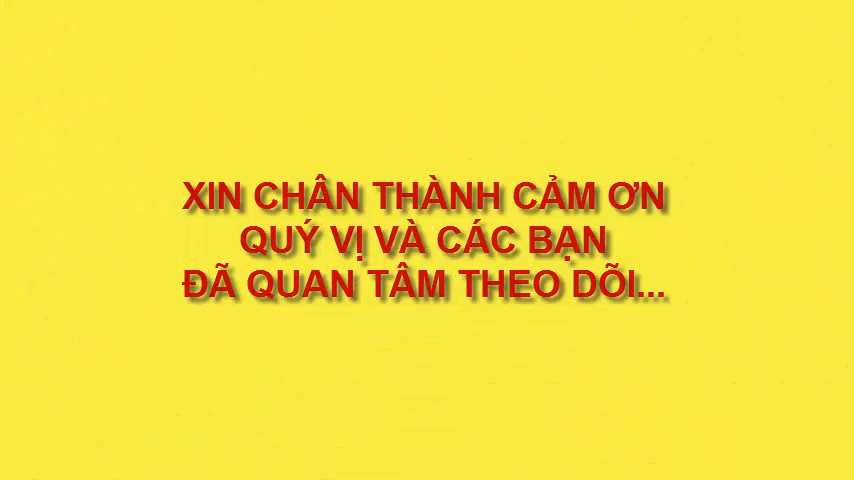 XIN CHÂN THÀNH CẢM ƠN
QUÝ VỊ VÀ CÁC BẠN
ĐÃ QUAN TÂM THEO DÕI...